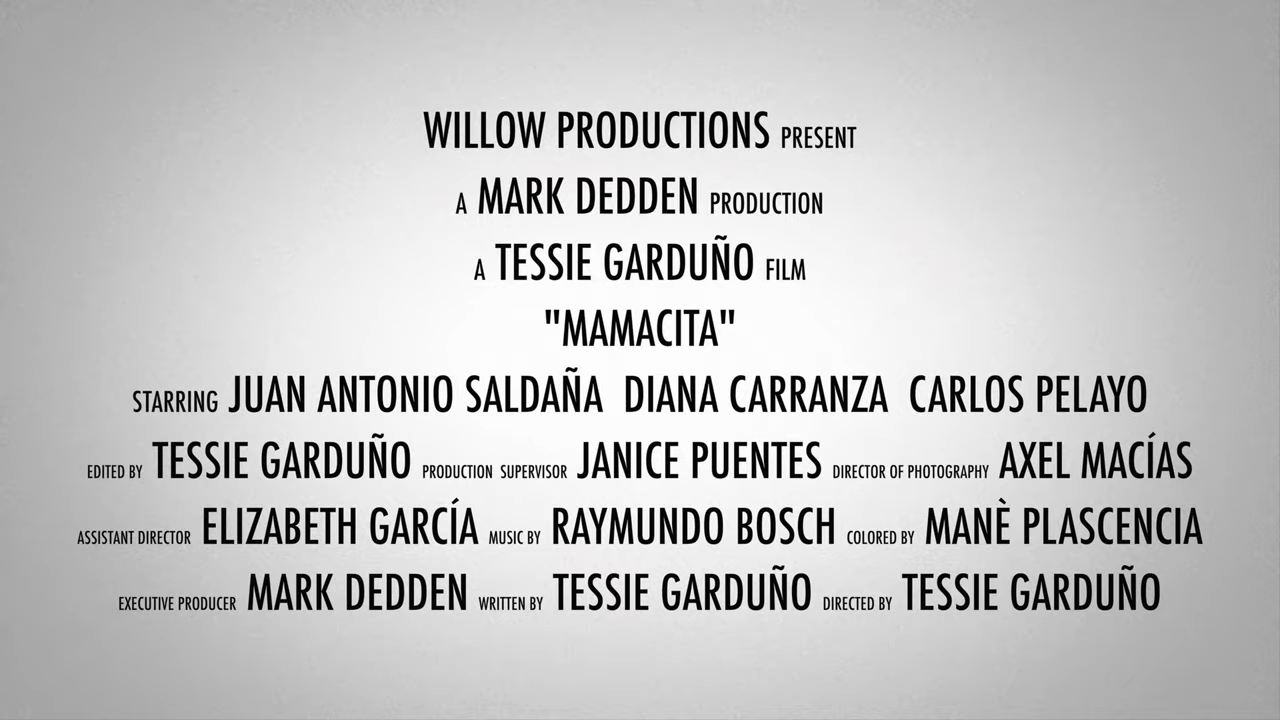 WILLOW PRODUCTIONS PRESENT
A MARK DEDDEN PRODUCTION
A TESSIE GARDUÑO FILM
"MAMACITA"
STARRING JUAN ANTONIO SALDAÑA DIANA CARRANZA CARLOS PELAYO
EDITED BY TESSIE GARDUÑO PRODUCTION SUPERVISOR JANICE PUENTES DIRECTOR OF PHOTOGRAPHY AXEL MACÍAS
ASSISTANT DIRECTOR ELIZABETH GARCÍA MUSIC BY RAYMUNDO BOSCH COLORED BY MANÈ PLASCENCIA
EXECUTIVE PRODUCER MARK DEDDEN WRITTEN BY TESSIE GARDUÑO DIRECTED BY TESSIE GARDUÑO